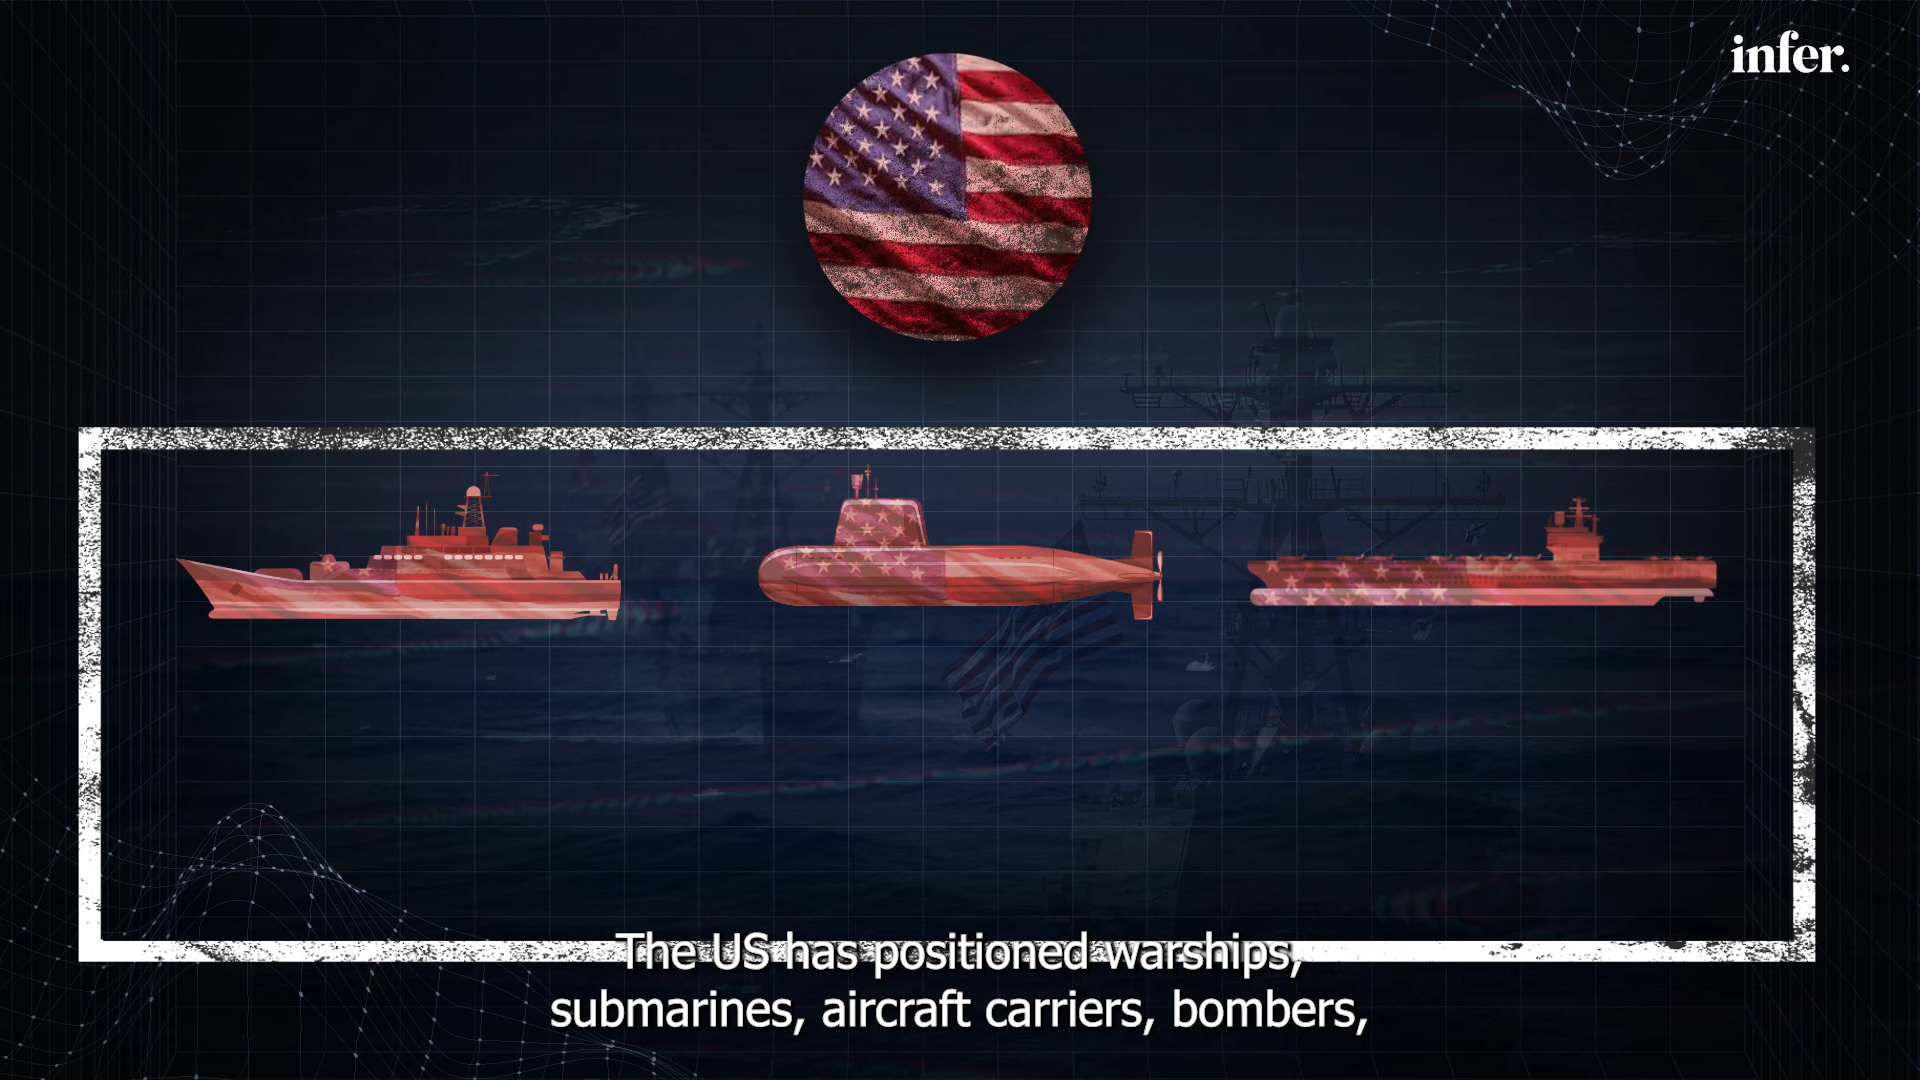 infer.
The US has positioned warships,
submarines, aircraft carriers, bombers,